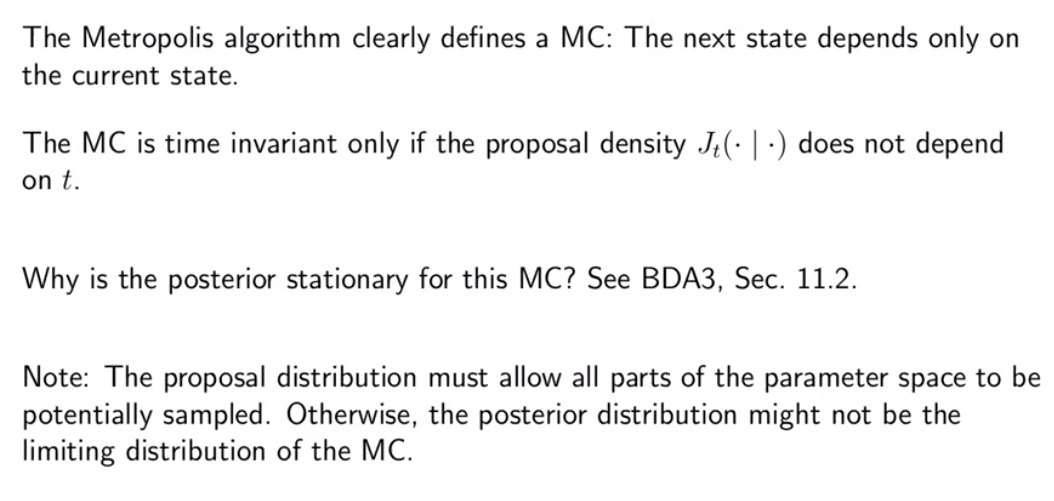 The Metropolis algorithm clearly defines a MC: The next state depends only on
the current state.
The MC is time invariant only if the proposal density J_t(· | ·) does not depend
on t.
Why is the posterior stationary for this MC? See BDA3, Sec. 11.2.
Note: The proposal distribution must allow all parts of the parameter space to be
potentially sampled. Otherwise, the posterior distribution might not be the
limiting distribution of the MC.